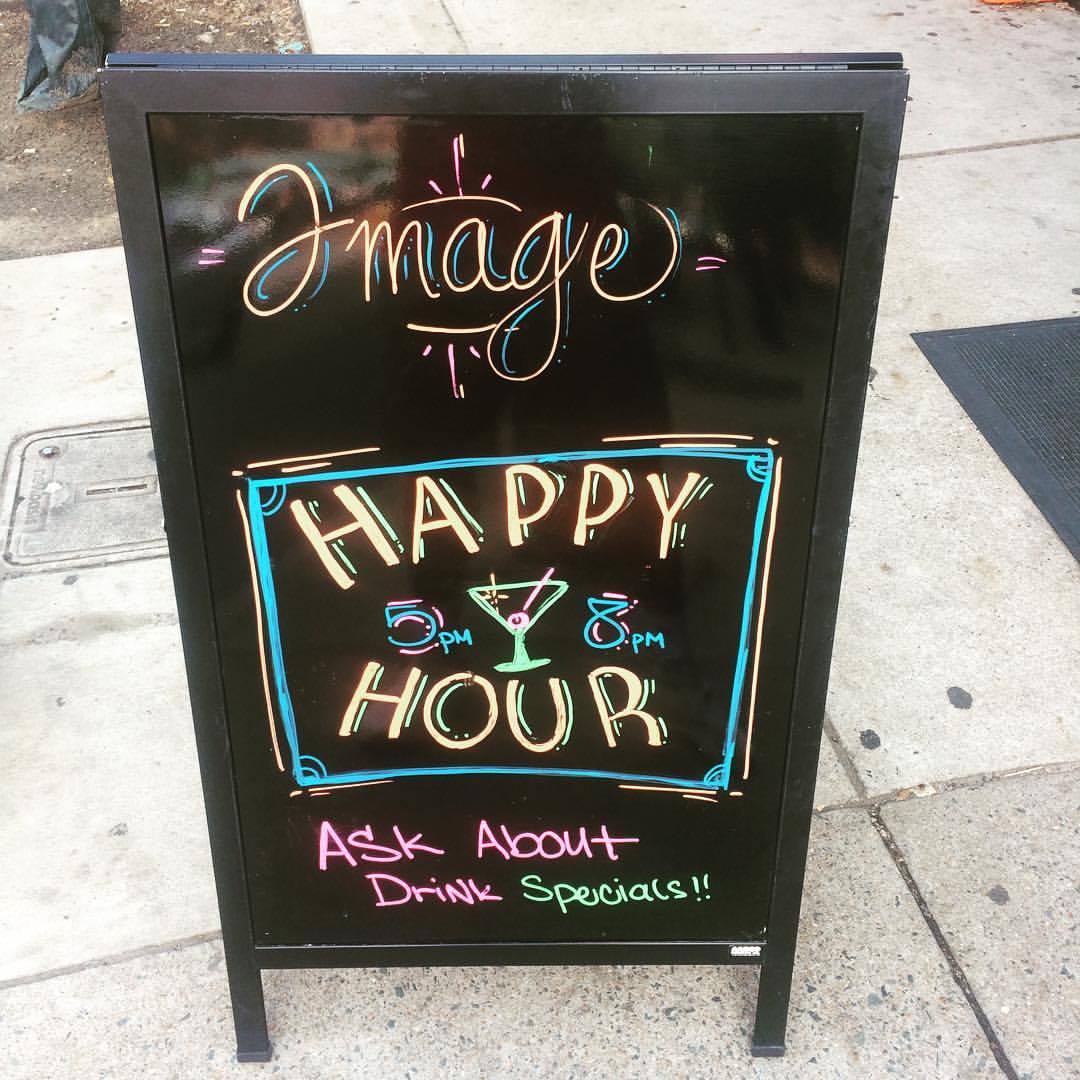 Image
HAPPY
5PM 8PM
HOUR
ASK About
Drink Specials!!